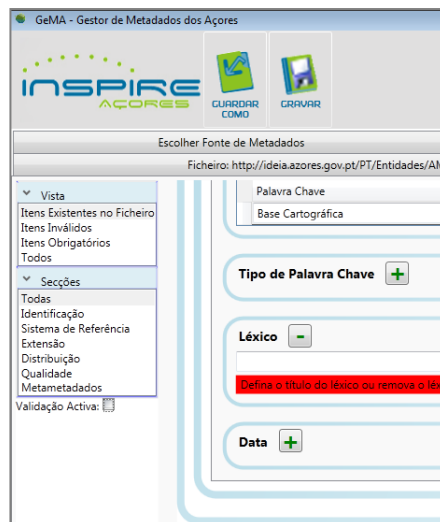 GeMA - Gestor de Metadados dos Açores
INSPIRE
AÇORES
GUARDAR
COMO
GRAVAR
Escolher Fonte de Metadados
Ficheiro: http://ideia.azores.gov.pt/PT/Entidades/AM
Vista
Itens Existentes no Ficheiro
Itens Inválidos
Itens Obrigatórios
Todos
Secções
Todas
Identificação
Sistema de Referência
Extensão
Distribuição
Qualidade
Metametadados
Validação Activa:
Palavra Chave
Base Cartográfica
Tipo de Palavra Chave +
Léxico -
Defina o título do léxico ou remova o léx
Data +